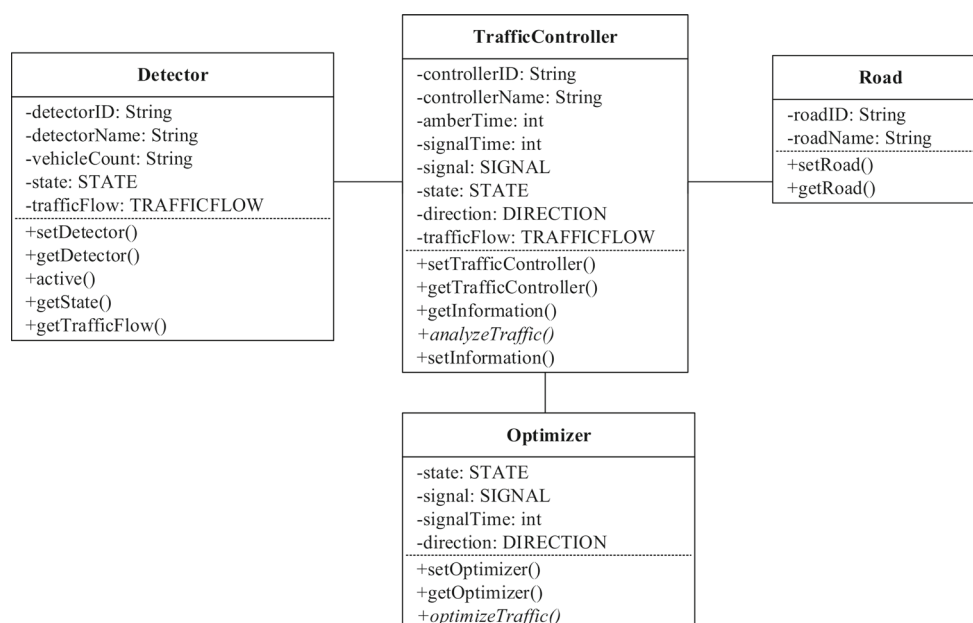 Detector
-detectorID: String
-detectorName: String
-vehicleCount: String
-state: STATE
-trafficFlow: TRAFFICFLOW
+setDetector()
+getDetector()
+active()
+getState()
+getTrafficFlow()
TrafficController
-controllerID: String
-controllerName: String
-amberTime: int
-signalTime: int
-signal: SIGNAL
-state: STATE
-direction: DIRECTION
-trafficFlow: TRAFFICFLOW
+setTrafficController()
+getTrafficController()
+getInformation()
+analyzeTraffic()
+setInformation()
Road
-roadID: String
-roadName: String
+setRoad()
+getRoad()
Optimizer
-state: STATE
-signal: SIGNAL
-signalTime: int
-direction: DIRECTION
+setOptimizer()
+getOptimizer()
+optimizeTraffic()